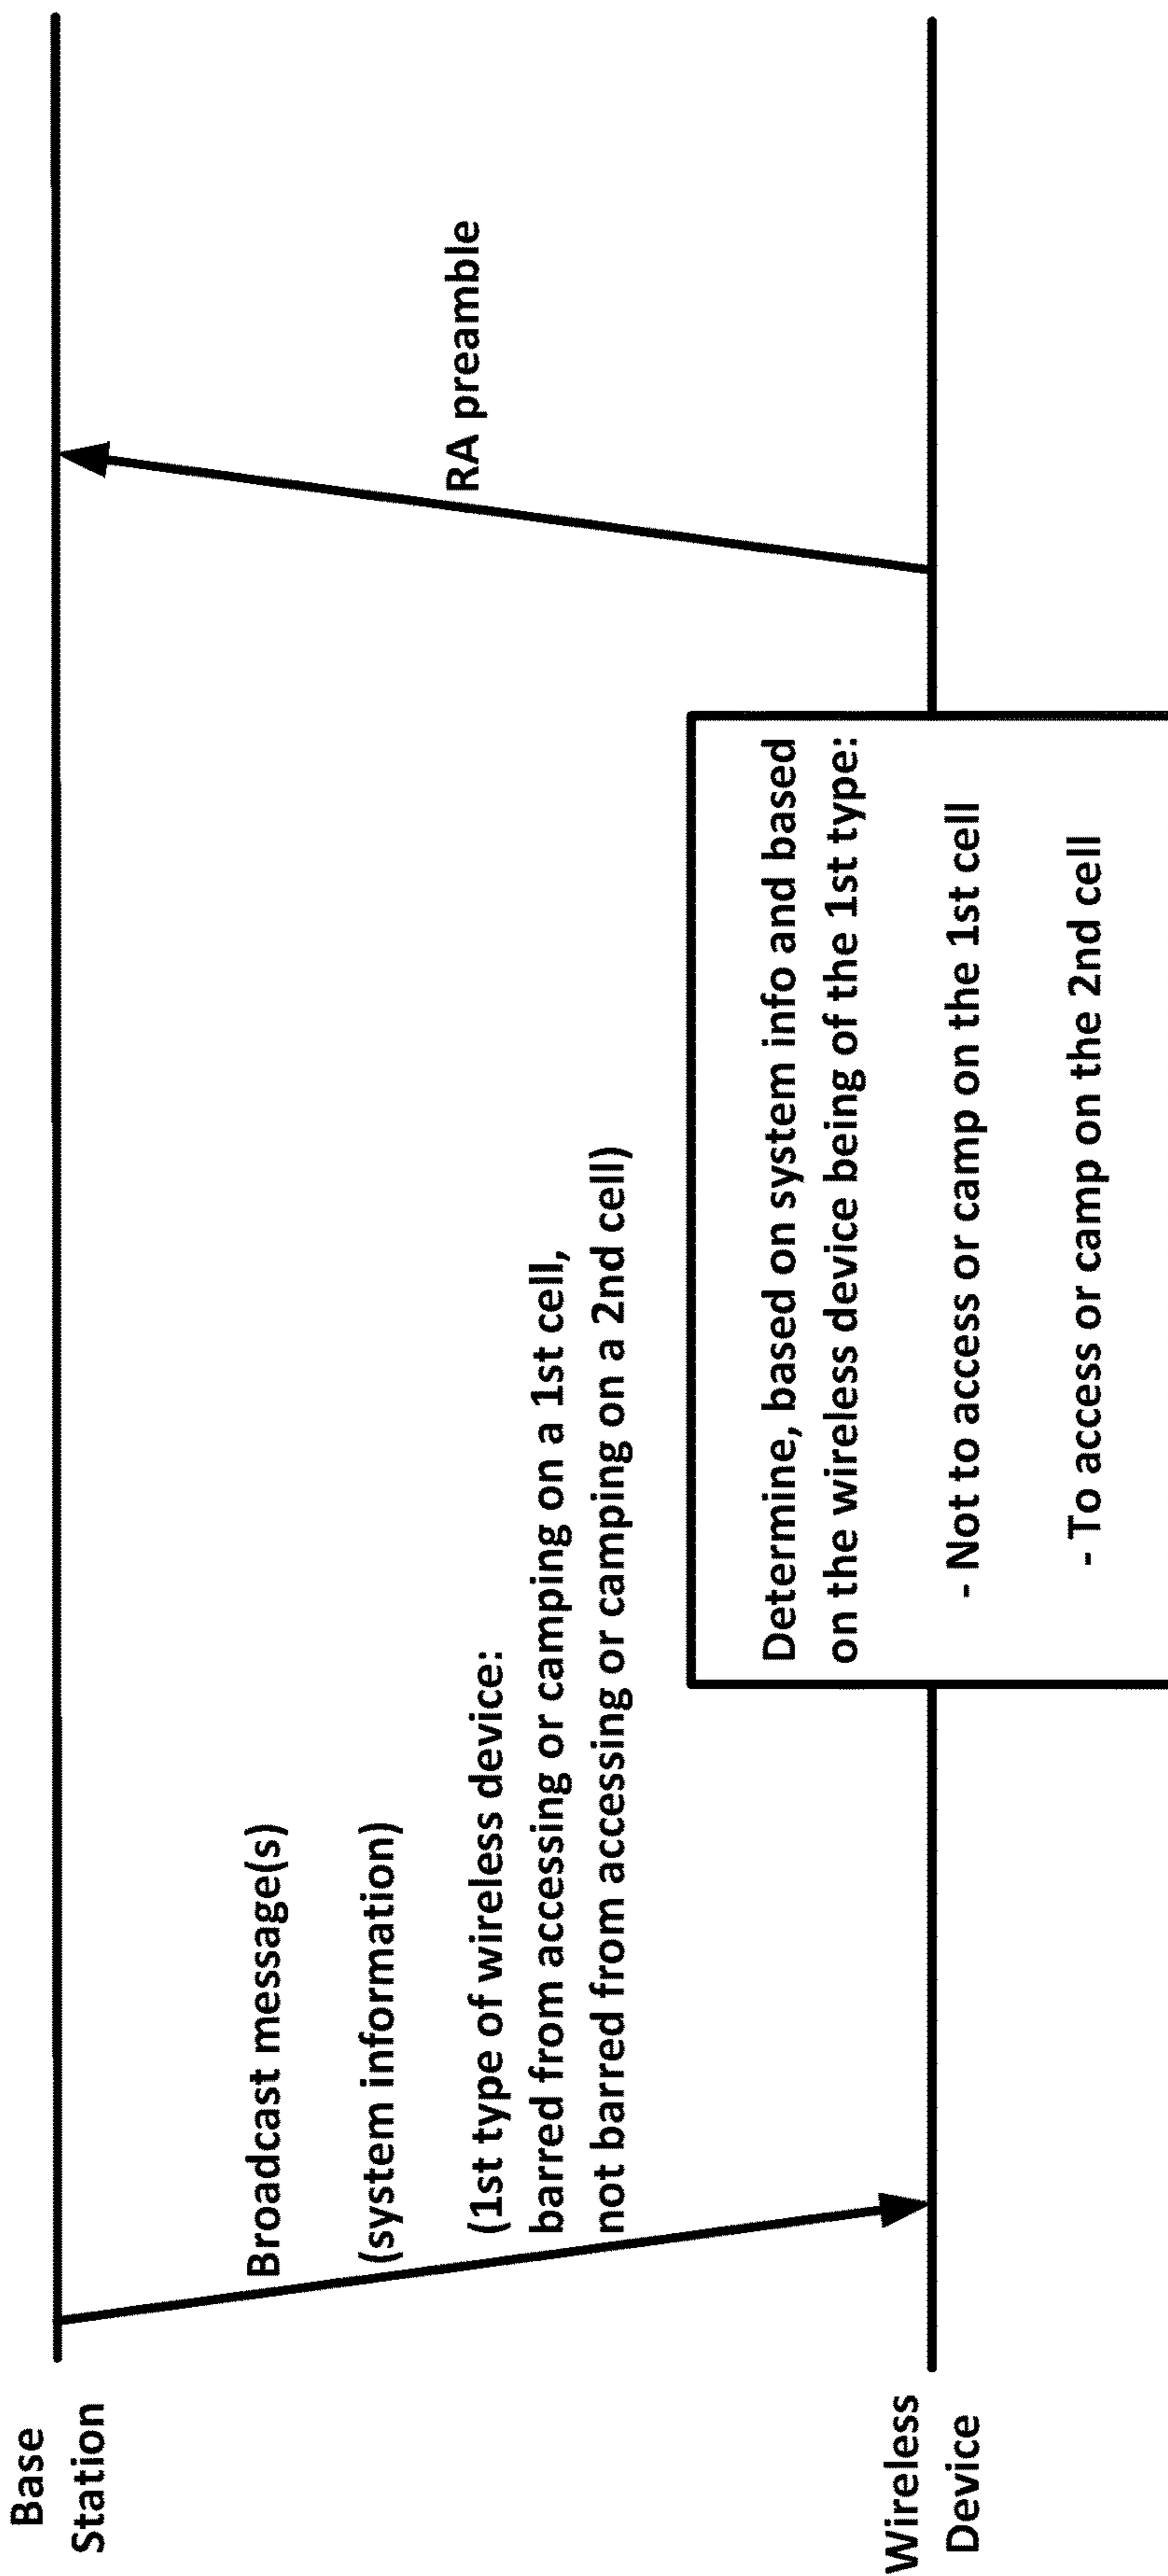 Base
Station
Broadcast message(s)
(system information)
(1st type of wireless device:
barred from accessing or camping on a 1st cell,
not barred from accessing or camping on a 2nd cell)
RA preamble
Wireless
Device
Determine, based on system info and based
on the wireless device being of the 1st type:
- Not to access or camp on the 1st cell
- To access or camp on the 2nd cell